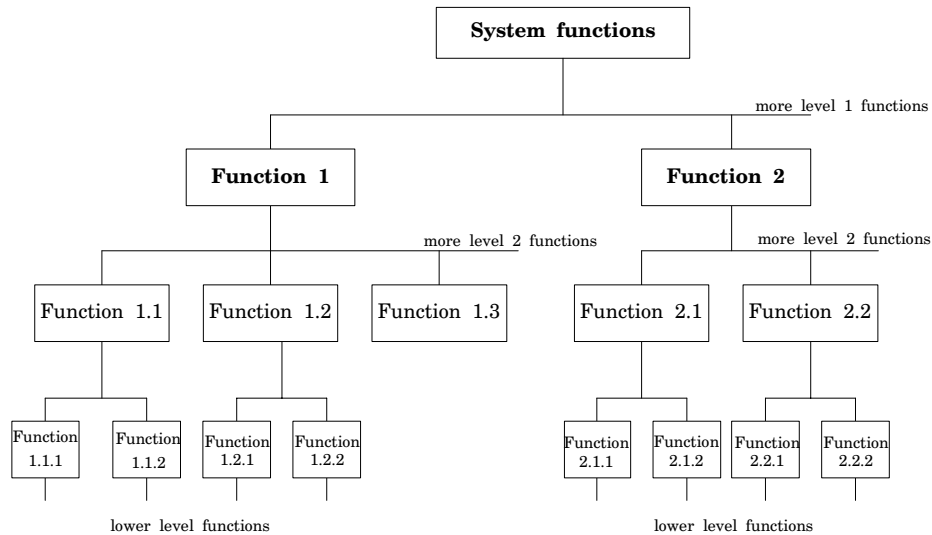 System functions
more level 1 functions
Function 1
Function 2
more level 2 functions
more level 2 functions
Function 1.1
Function 1.2
Function 1.3
Function 2.1
Function 2.2
Function
1.1.1
Function
1.1.2
Function
1.2.1
Function
1.2.2
Function
2.1.1
Function
2.1.2
Function
2.2.1
Function
2.2.2
lower level functions
lower level functions